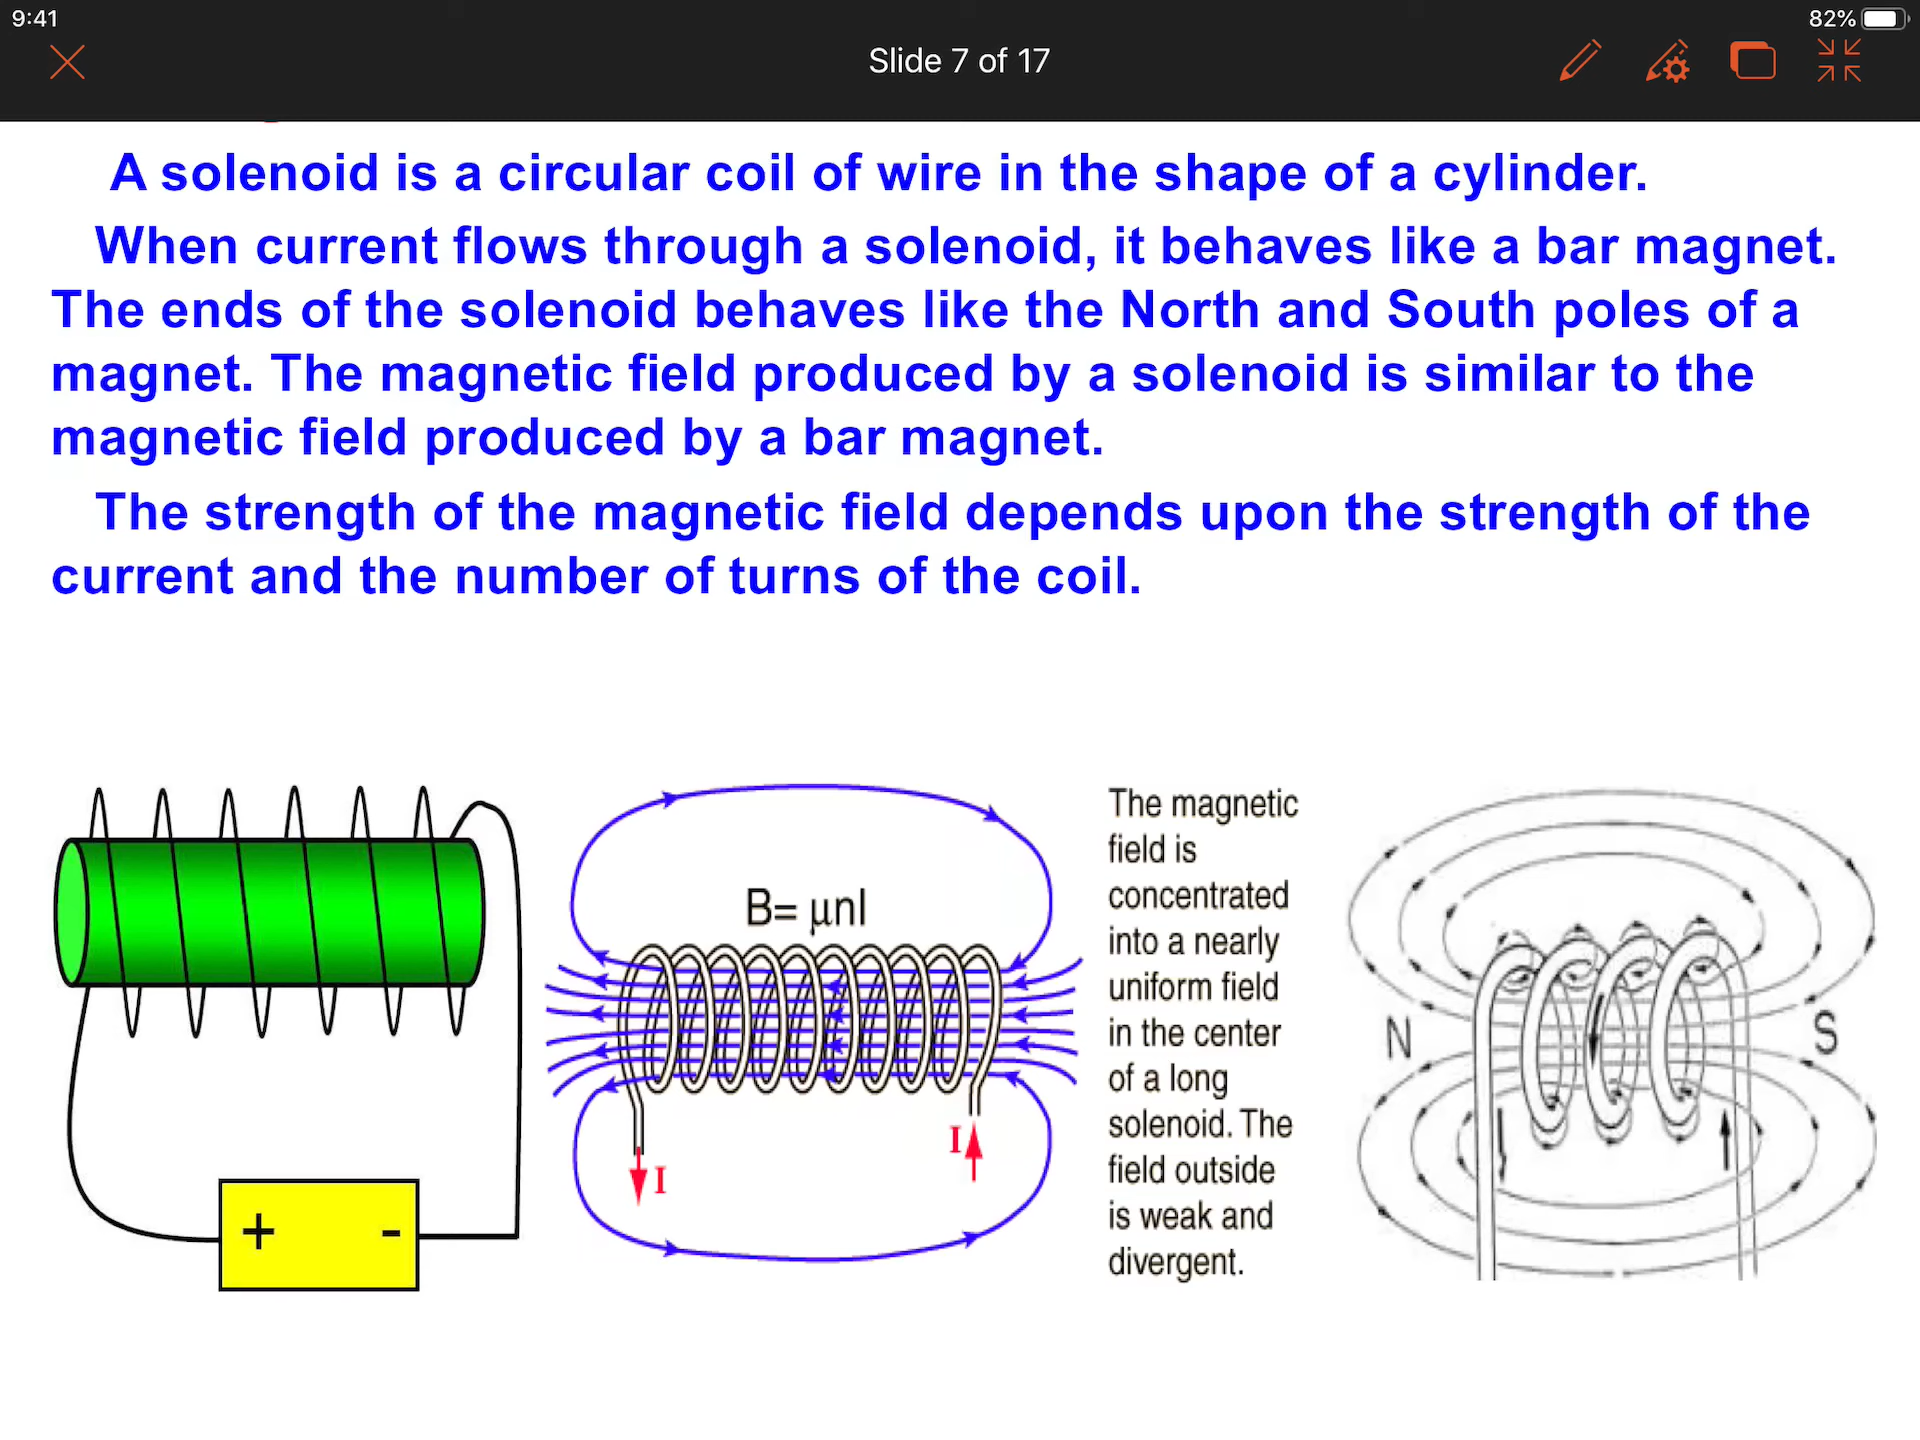 9:41
82%
Slide 7 of 17
A solenoid is a circular coil of wire in the shape of a cylinder.
When current flows through a solenoid, it behaves like a bar magnet.
The ends of the solenoid behaves like the North and South poles of a
magnet. The magnetic field produced by a solenoid is similar to the
magnetic field produced by a bar magnet.
The strength of the magnetic field depends upon the strength of the
current and the number of turns of the coil.
+ -
B= μnI
I
I
The magnetic
field is
concentrated
into a nearly
uniform field
in the center
of a long
solenoid. The
field outside
is weak and
divergent.
N
S